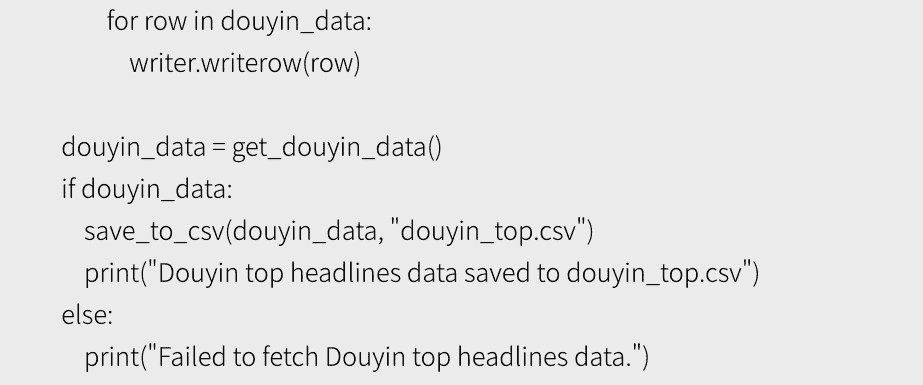 for row in douyin_data:
writer.writerow(row)
douyin_data = get_douyin_data()
if douyin_data:
save_to_csv(douyin_data, "douyin_top.csv")
print("Douyin top headlines data saved to douyin_top.csv")
else:
print("Failed to fetch Douyin top headlines data.")